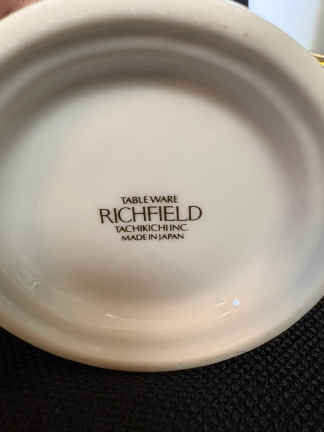 TABLE WARE
RICHFIELD
TACHIKICHI INC.
MADE IN JAPAN